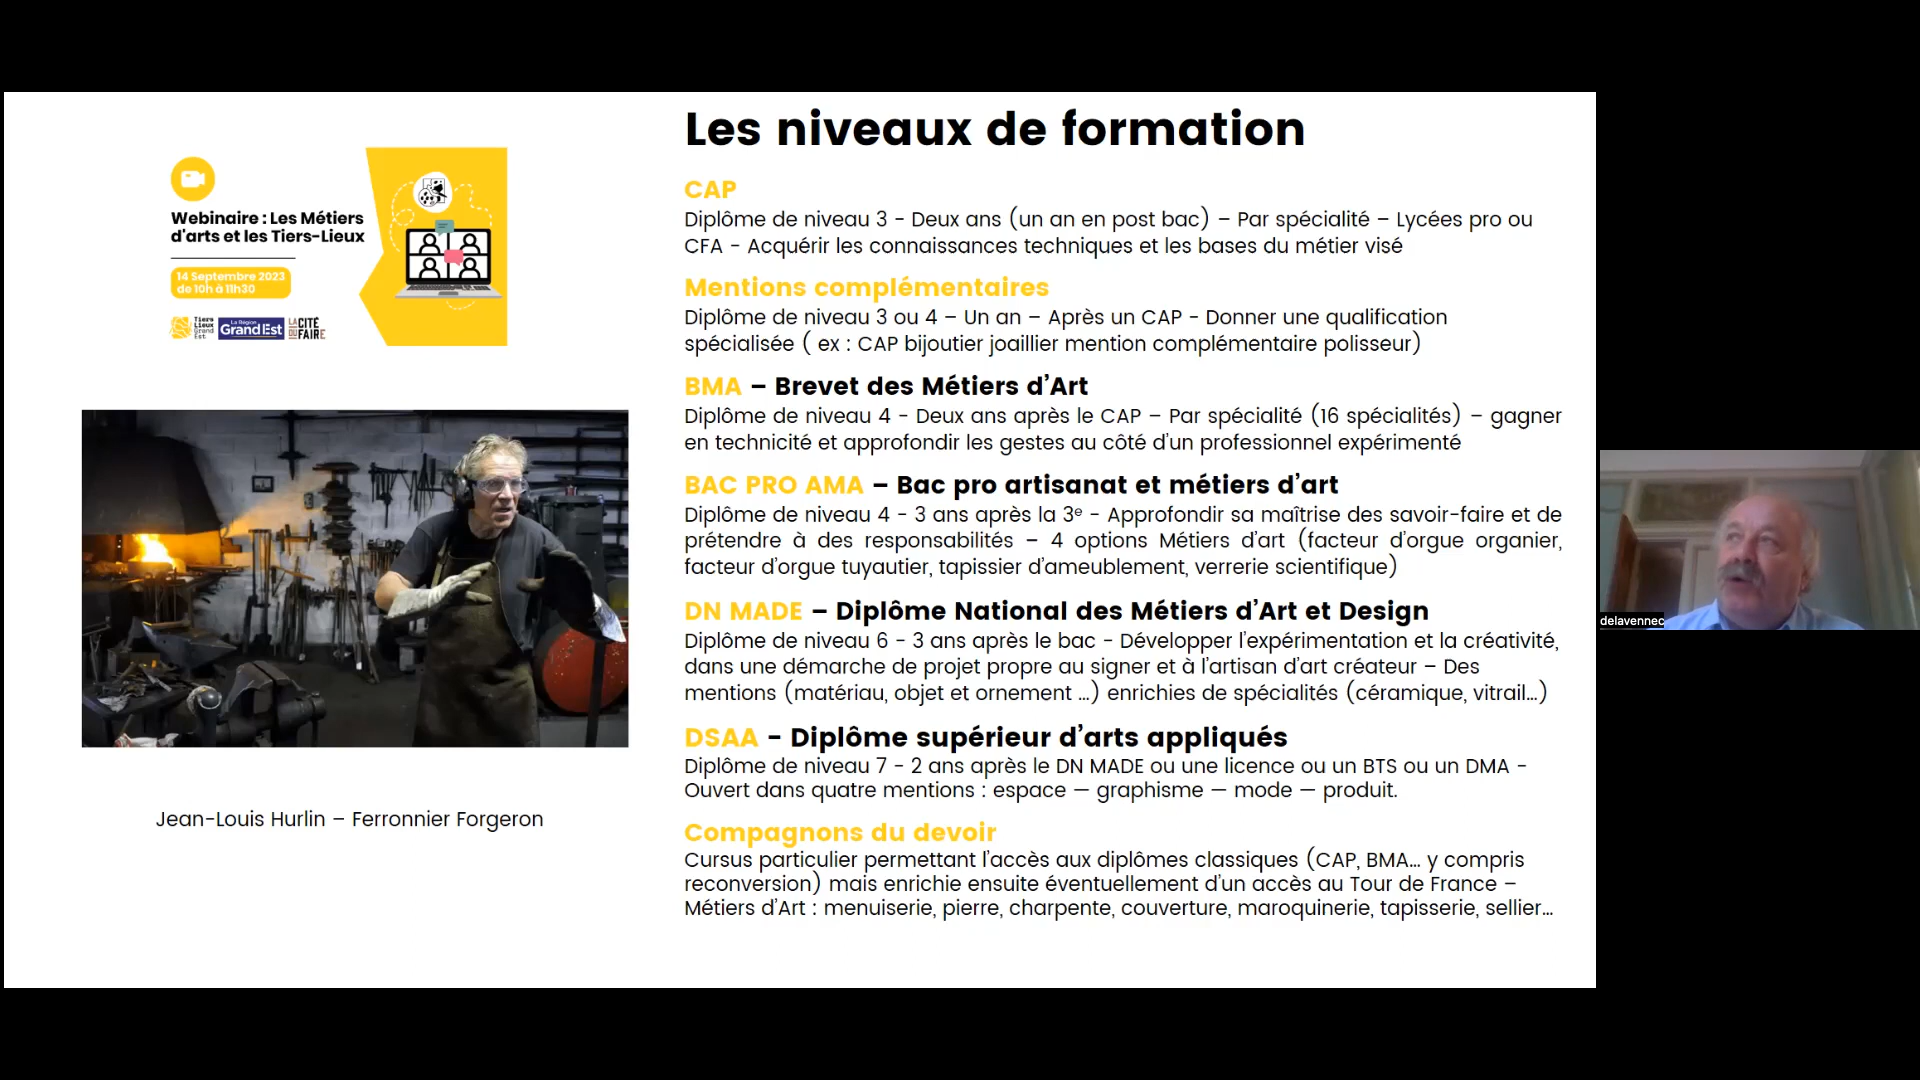 Webinaire : Les Métiers
d'arts et les Tiers-Lieux
14 Septembre 2023
de 10h à 11h30
Tiers
Lieux
Grand
Est
La Région
Grand Est
LA CITÉ
DU FAIRE
Jean-Louis Hurlin – Ferronnier Forgeron
Les niveaux de formation
CAP
Diplôme de niveau 3 - Deux ans (un an en post bac) – Par spécialité – Lycées pro ou
CFA - Acquérir les connaissances techniques et les bases du métier visé
Mentions complémentaires
Diplôme de niveau 3 ou 4 – Un an – Après un CAP - Donner une qualification
spécialisée ( ex : CAP bijoutier joaillier mention complémentaire polisseur)
BMA – Brevet des Métiers d’Art
Diplôme de niveau 4 - Deux ans après le CAP – Par spécialité (16 spécialités) – gagner
en technicité et approfondir les gestes au côté d’un professionnel expérimenté
BAC PRO AMA – Bac pro artisanat et métiers d’art
Diplôme de niveau 4 - 3 ans après la 3ᵉ - Approfondir sa maîtrise des savoir-faire et de
prétendre à des responsabilités – 4 options Métiers d’art (facteur d’orgue organier,
facteur d’orgue tuyautier, tapissier d’ameublement, verrerie scientifique)
DN MADE – Diplôme National des Métiers d’Art et Design
Diplôme de niveau 6 - 3 ans après le bac - Développer l’expérimentation et la créativité,
dans une démarche de projet propre au signer et à l’artisan d’art créateur – Des
mentions (matériau, objet et ornement …) enrichies de spécialités (céramique, vitrail…)
DSAA - Diplôme supérieur d’arts appliqués
Diplôme de niveau 7 - 2 ans après le DN MADE ou une licence ou un BTS ou un DMA -
Ouvert dans quatre mentions : espace — graphisme — mode — produit.
Compagnons du devoir
Cursus particulier permettant l’accès aux diplômes classiques (CAP, BMA… y compris
reconversion) mais enrichie ensuite éventuellement d’un accès au Tour de France –
Métiers d’Art : menuiserie, pierre, charpente, couverture, maroquinerie, tapisserie, sellier…
delavennec